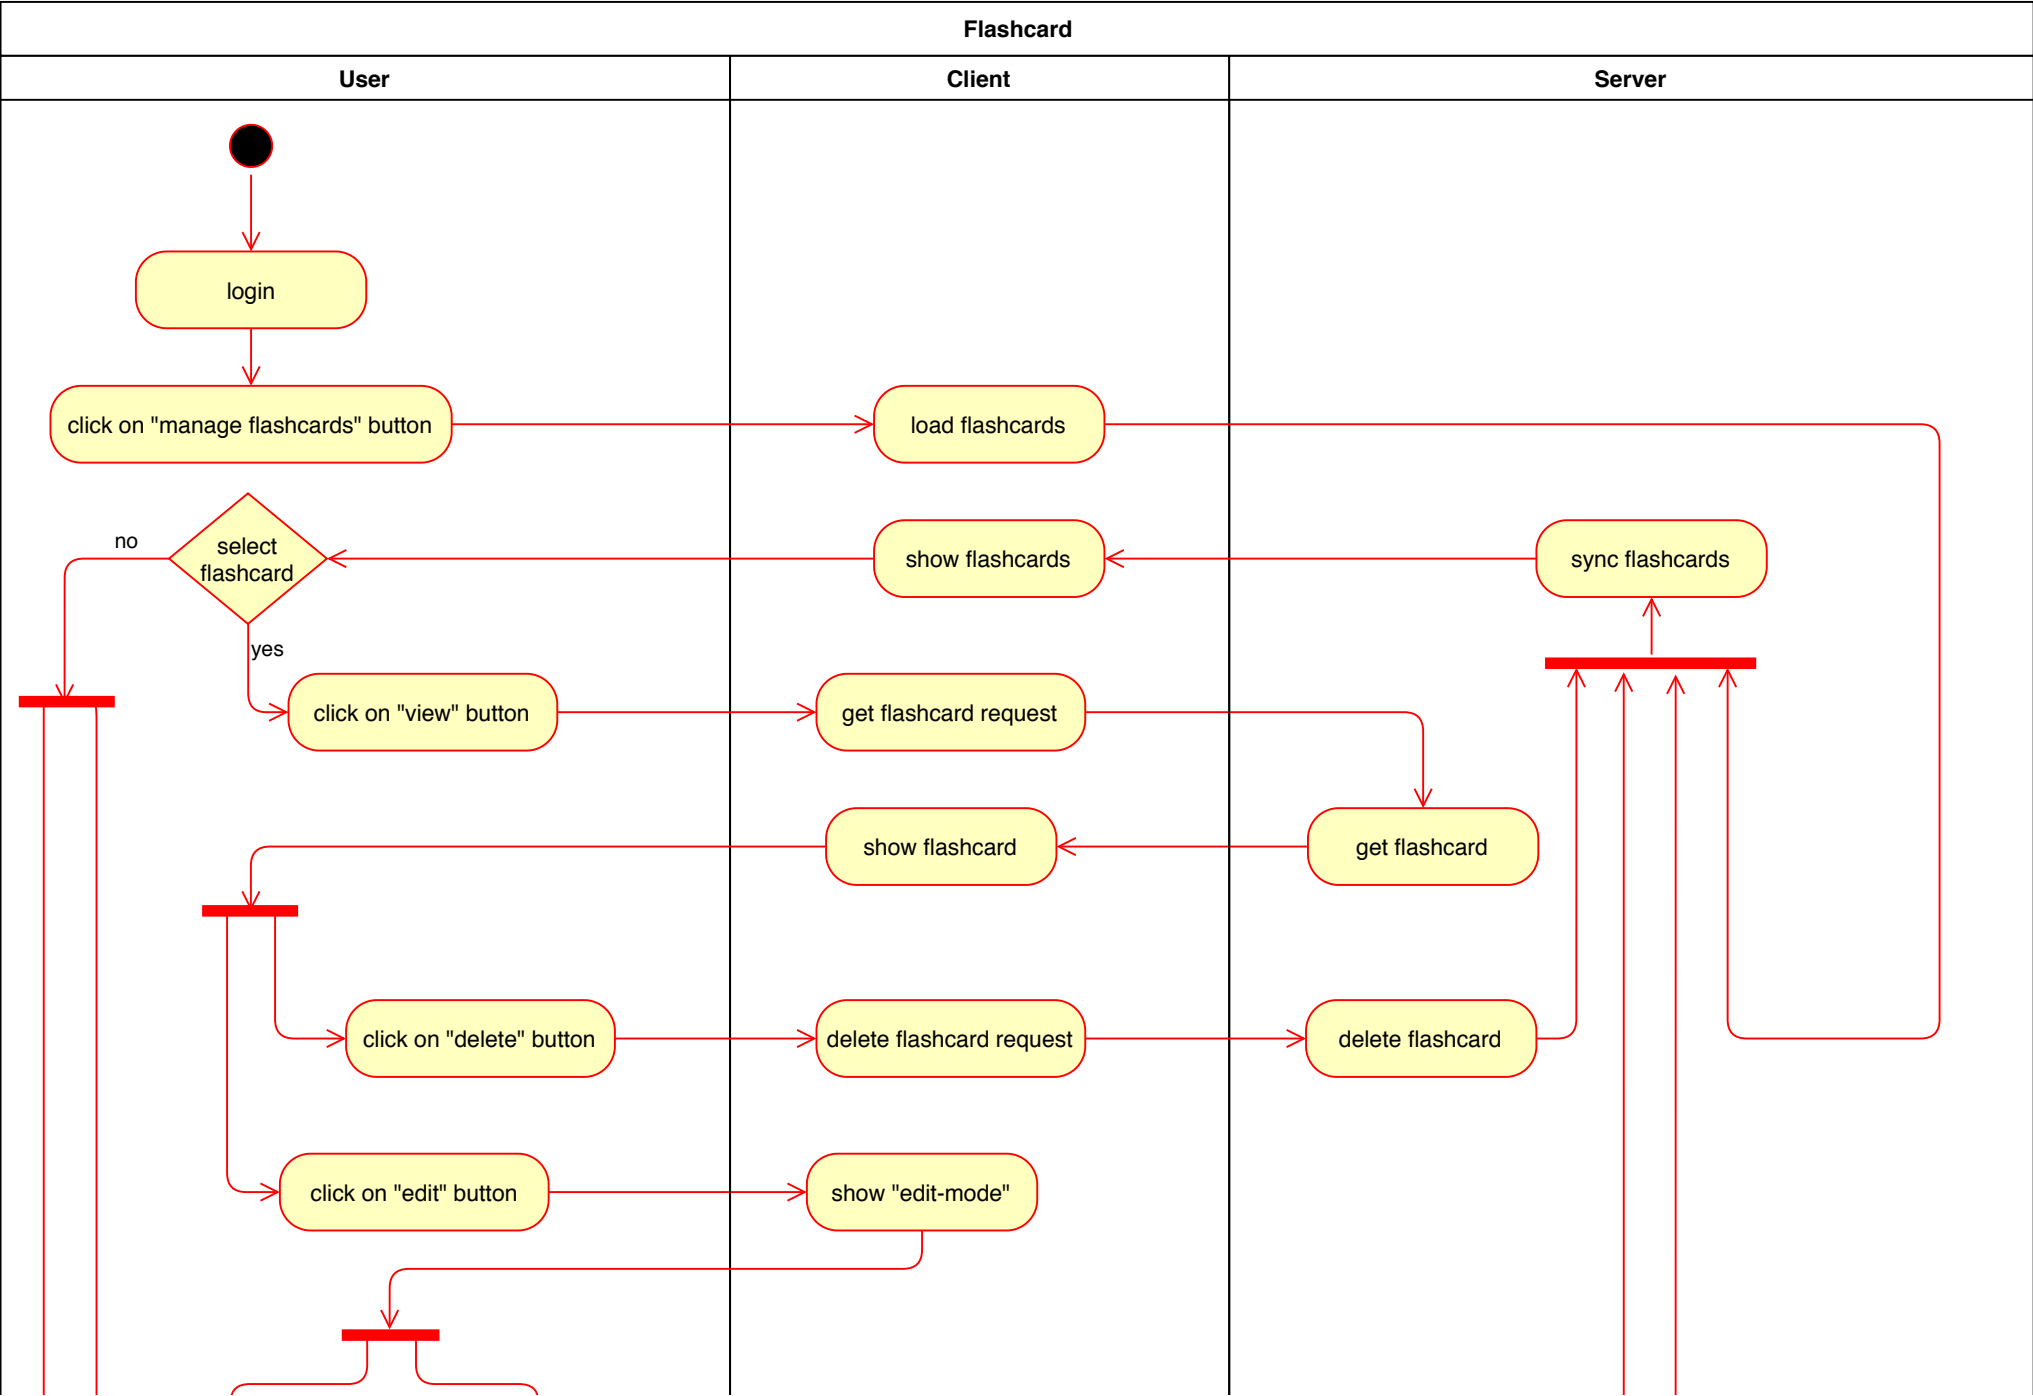 Flashcard
User
Client
Server
login
click on "manage flashcards" button
load flashcards
no
select
flashcard
show flashcards
sync flashcards
yes
click on "view" button
get flashcard request
show flashcard
get flashcard
click on "delete" button
delete flashcard request
delete flashcard
click on "edit" button
show "edit-mode"